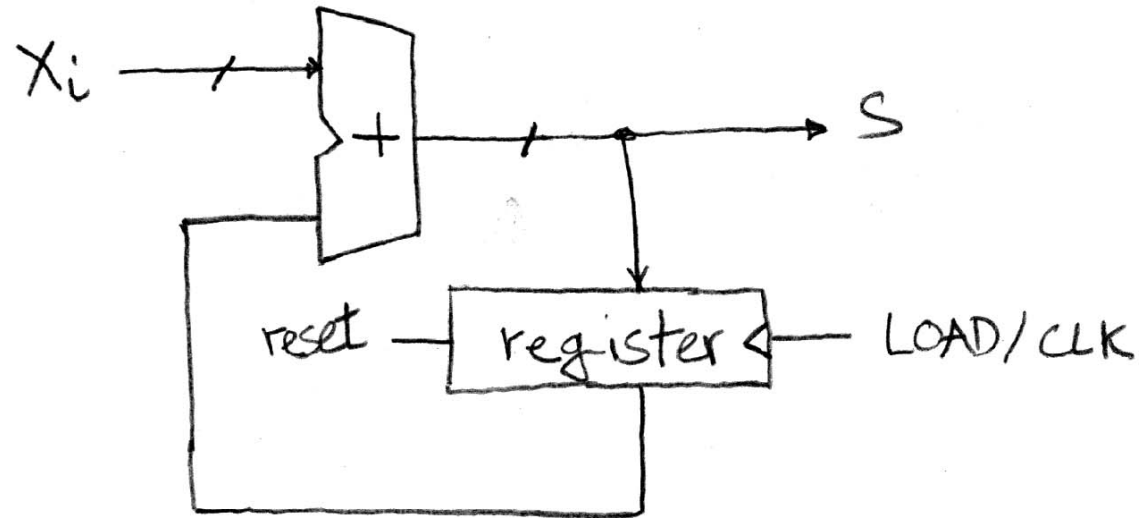 Xi
+
S
reset
register
LOAD/CLK